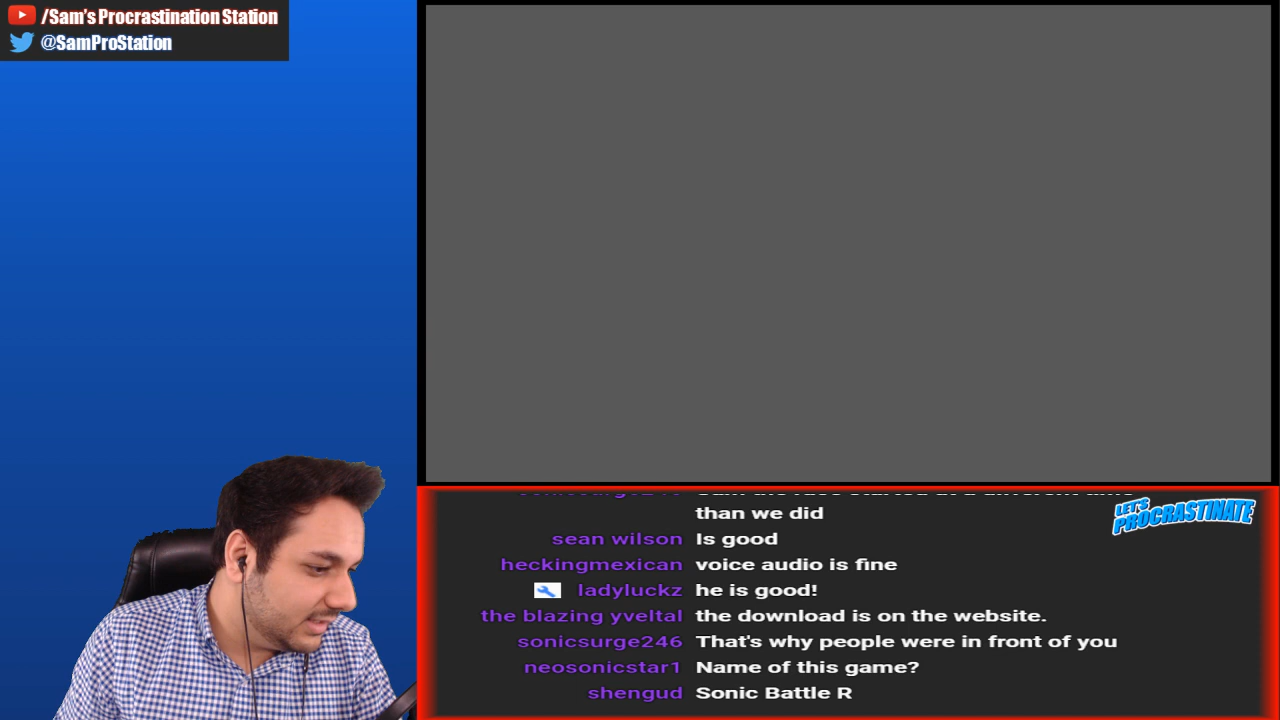 /Sam's Procrastination Station
@SamProStation
than we did
sean wilson Is good
heckingmexican voice audio is fine
ladyluckz he is good!
the blazing yveltal the download is on the website.
sonicsurge246 That's why people were in front of you
neosonicstar1 Name of this game?
shengud Sonic Battle R
LET'S
PROCRASTINATE